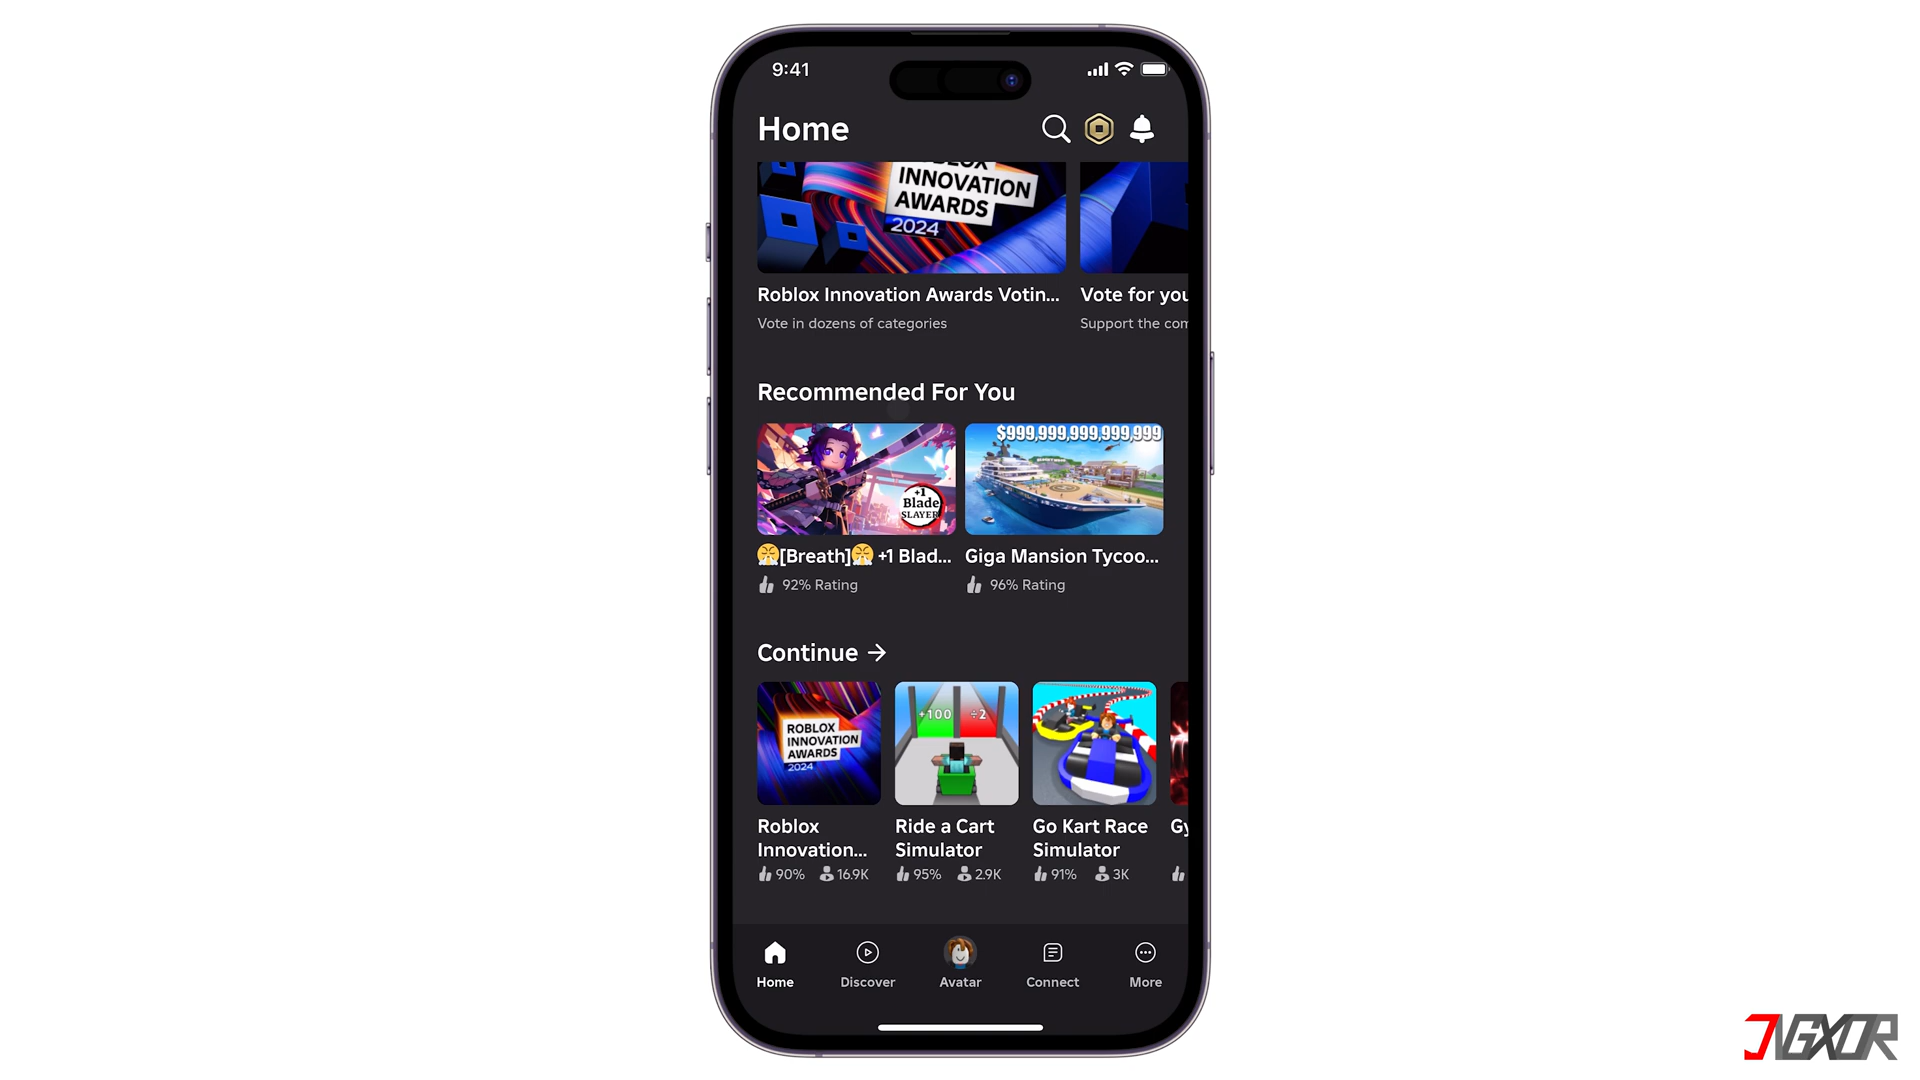 9:41
Home
ROBLOX
INNOVATION
AWARDS
2024
Roblox Innovation Awards Votin...
Vote in dozens of categories
Vote for you
Support the com
Recommended For You
+1
Blade
SLAYER
$999,999,999,999,999
😤[Breath]😤 +1 Blad...
92% Rating
Giga Mansion Tycoo...
96% Rating
Continue →
ROBLOX
INNOVATION
AWARDS
2024
+100
÷2
Roblox
Innovation...
90% 16.9K
Ride a Cart
Simulator
95% 2.9K
Go Kart Race
Simulator
91% 3K
Gy
Home
Discover
Avatar
Connect
More
JVGXOR